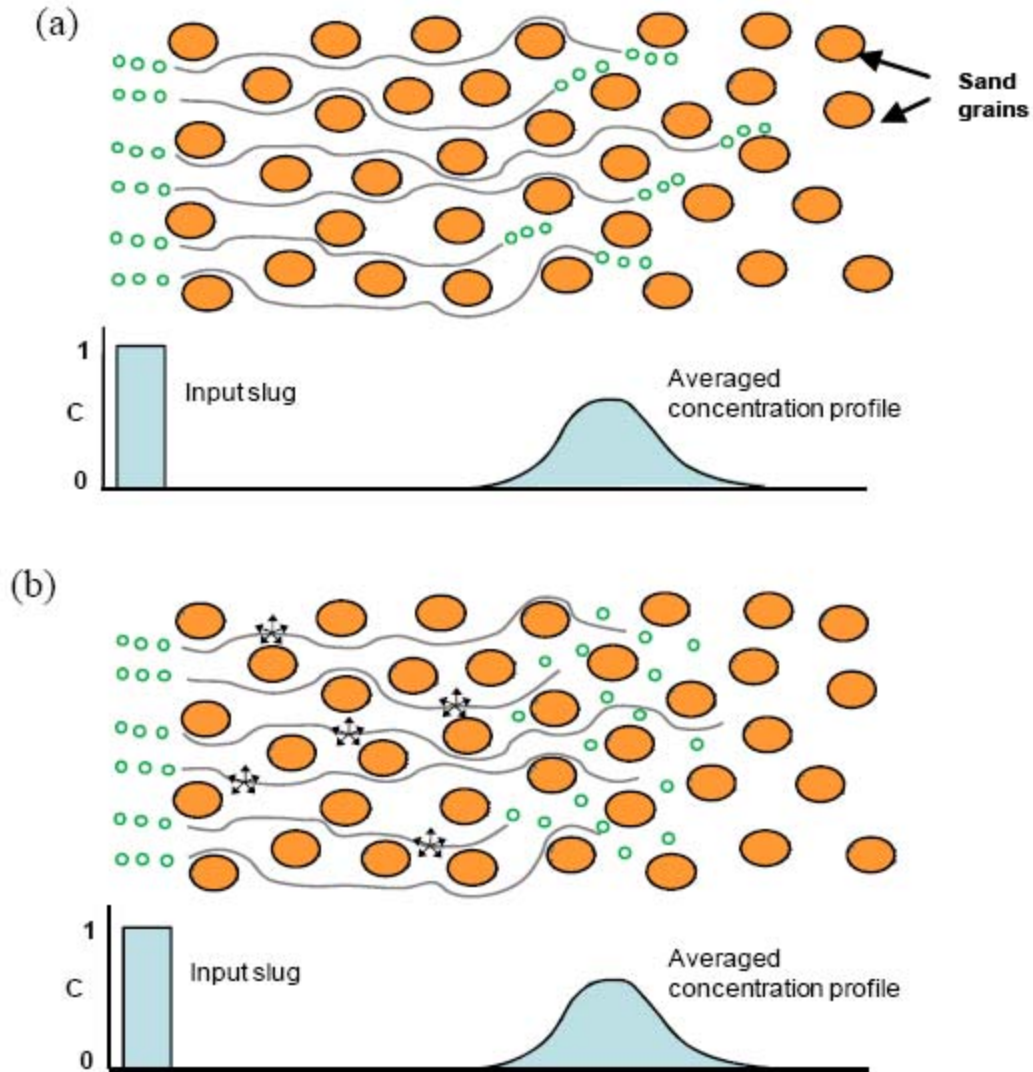 (a)
Sand
grains
1
Input slug
Averaged
concentration profile
C
0
(b)
1
Input slug
Averaged
concentration profile
C
0